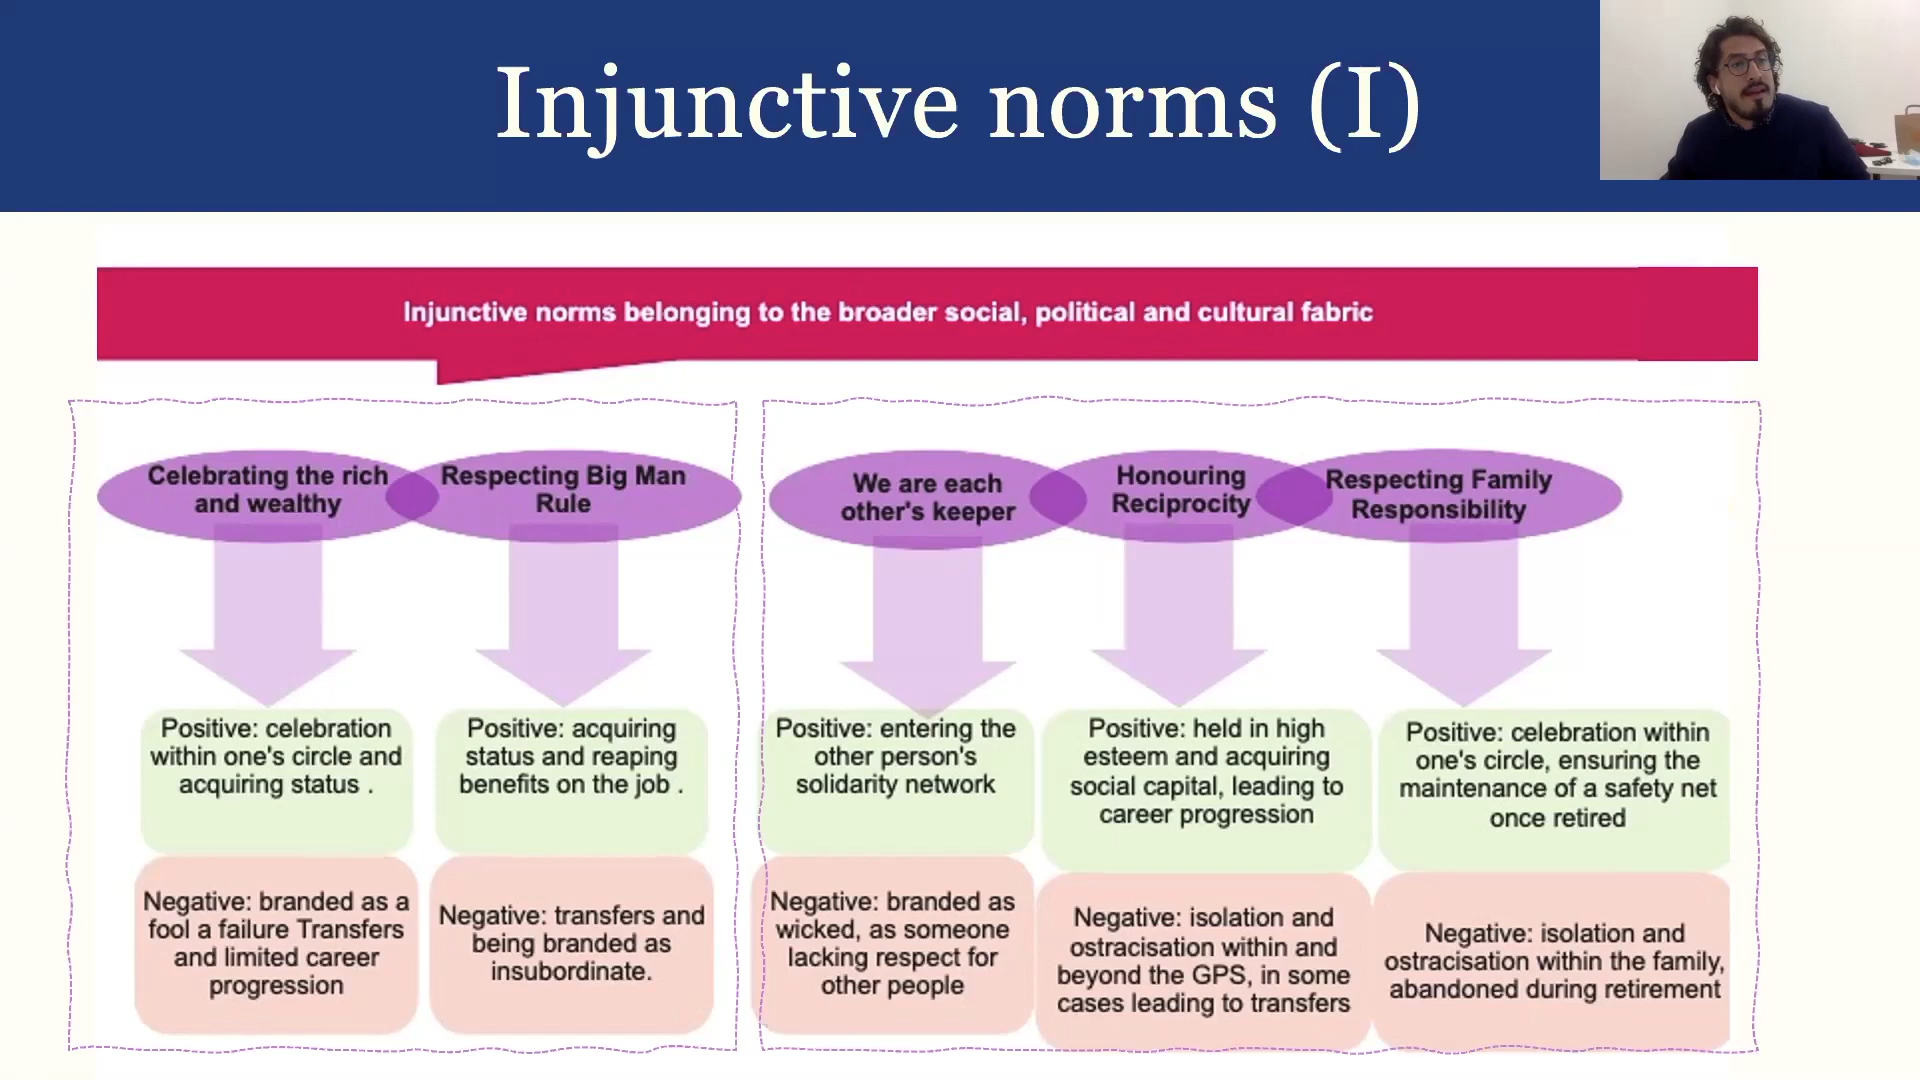 Injunctive norms (I)
Injunctive norms belonging to the broader social, political and cultural fabric
Celebrating the rich
and wealthy
Respecting Big Man
Rule
We are each
other's keeper
Honouring
Reciprocity
Respecting Family
Responsibility
Positive: celebration
within one's circle and
acquiring status .
Positive: acquiring
status and reaping
benefits on the job .
Positive: entering the
other person's
solidarity network
Positive: held in high
esteem and acquiring
social capital, leading to
career progression
Positive: celebration within
one's circle, ensuring the
maintenance of a safety net
once retired
Negative: branded as a
fool a failure Transfers
and limited career
progression
Negative: transfers and
being branded as
insubordinate.
Negative: branded as
wicked, as someone
lacking respect for
other people
Negative: isolation and
ostracisation within and
beyond the GPS, in some
cases leading to transfers
Negative: isolation and
ostracisation within the family,
abandoned during retirement